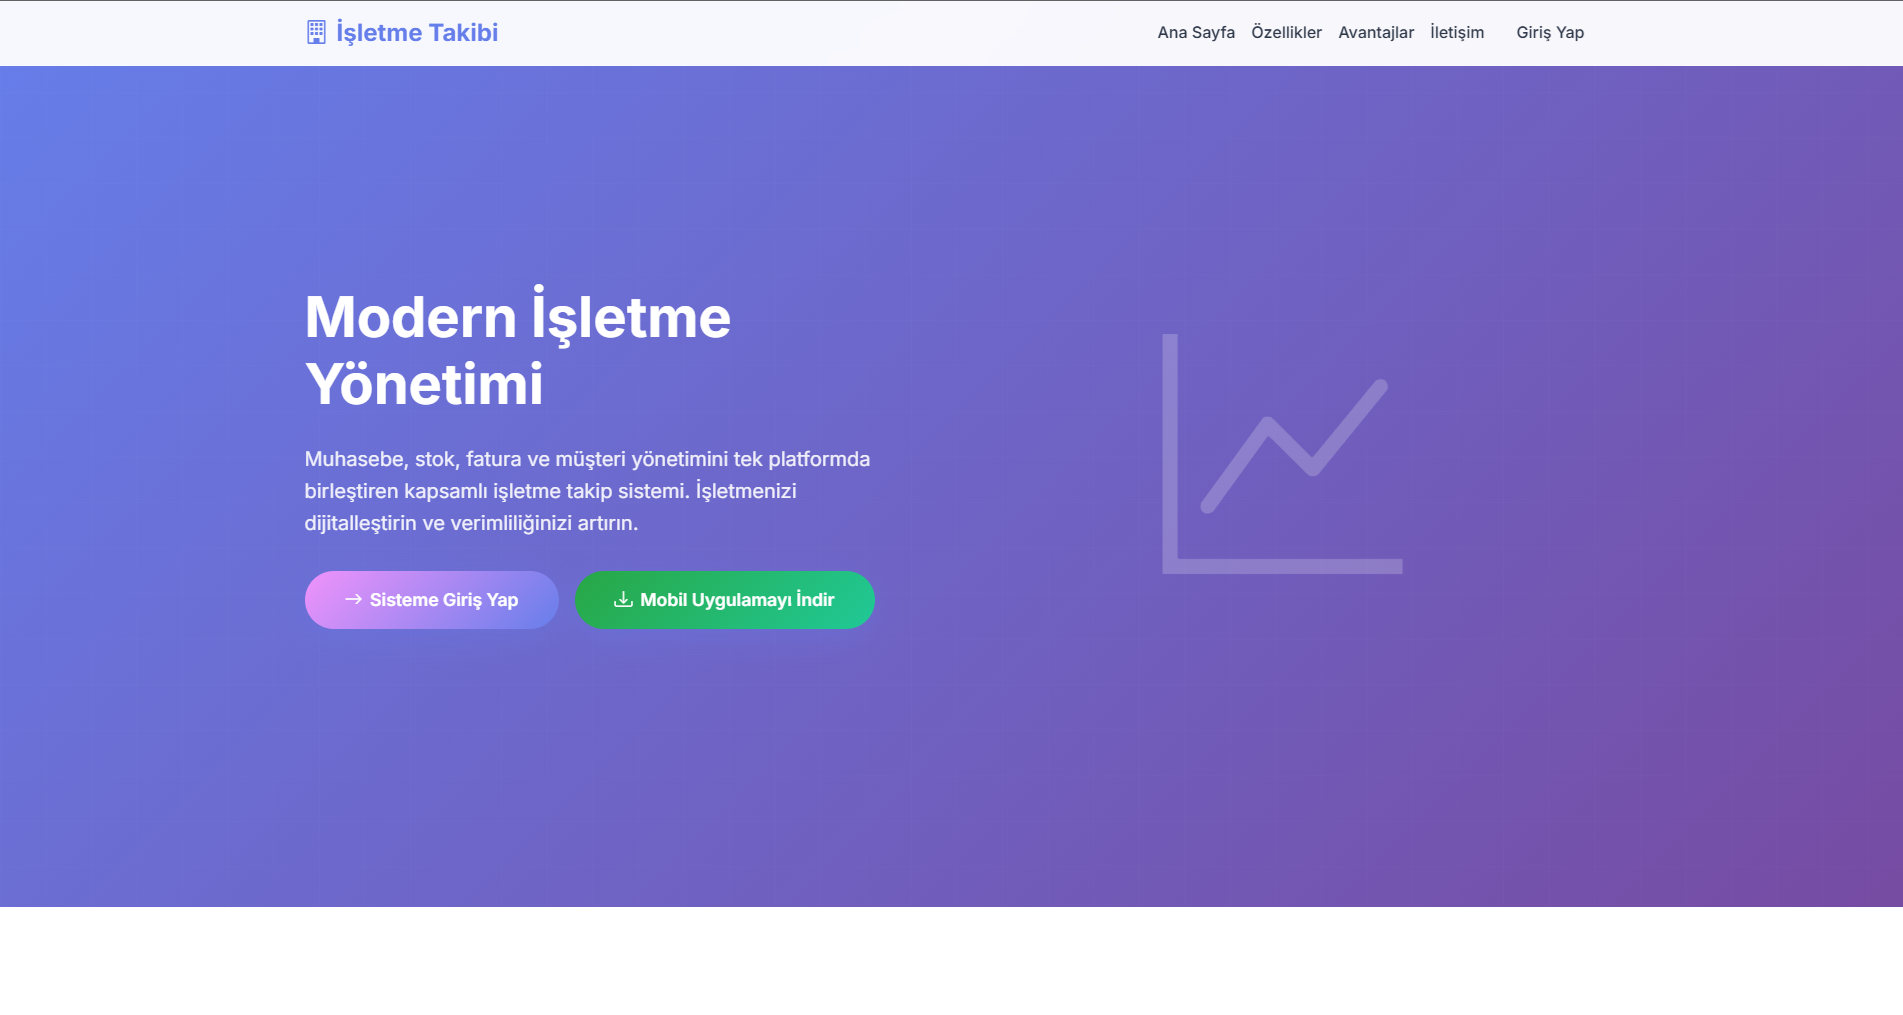 İşletme Takibi
Ana Sayfa Özellikler Avantajlar İletişim Giriş Yap
Modern İşletme
Yönetimi
Muhasebe, stok, fatura ve müşteri yönetimini tek platformda
birleştiren kapsamlı işletme takip sistemi. İşletmenizi
dijitalleştirin ve verimliliğinizi artırın.
Sisteme Giriş Yap
Mobil Uygulamayı İndir